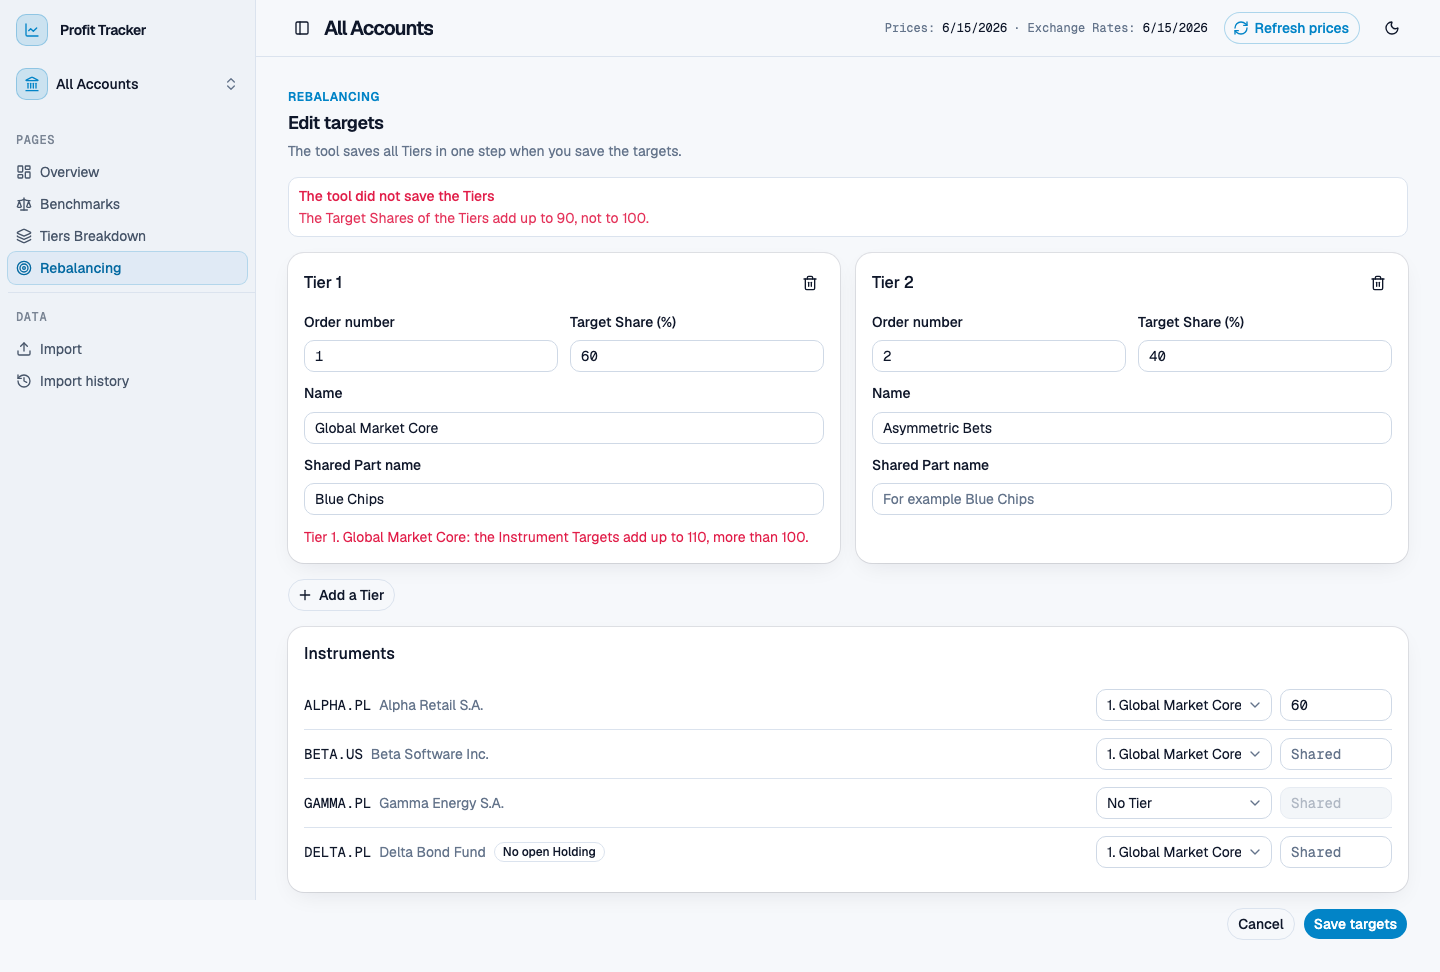 Profit Tracker
All Accounts
PAGES
Overview
Benchmarks
Tiers Breakdown
Rebalancing
DATA
Import
Import history
All Accounts
Prices: 6/15/2026 · Exchange Rates: 6/15/2026
Refresh prices
REBALANCING
Edit targets
The tool saves all Tiers in one step when you save the targets.
The tool did not save the Tiers
The Target Shares of the Tiers add up to 90, not to 100.
Tier 1
Order number
Target Share (%)
1
60
Name
Global Market Core
Shared Part name
Blue Chips
Tier 1. Global Market Core: the Instrument Targets add up to 110, more than 100.
Tier 2
Order number
Target Share (%)
2
40
Name
Asymmetric Bets
Shared Part name
For example Blue Chips
Add a Tier
Instruments
ALPHA.PL Alpha Retail S.A.
1. Global Market Core
60
BETA.US Beta Software Inc.
1. Global Market Core
Shared
GAMMA.PL Gamma Energy S.A.
No Tier
Shared
DELTA.PL Delta Bond Fund No open Holding
1. Global Market Core
Shared
Cancel
Save targets